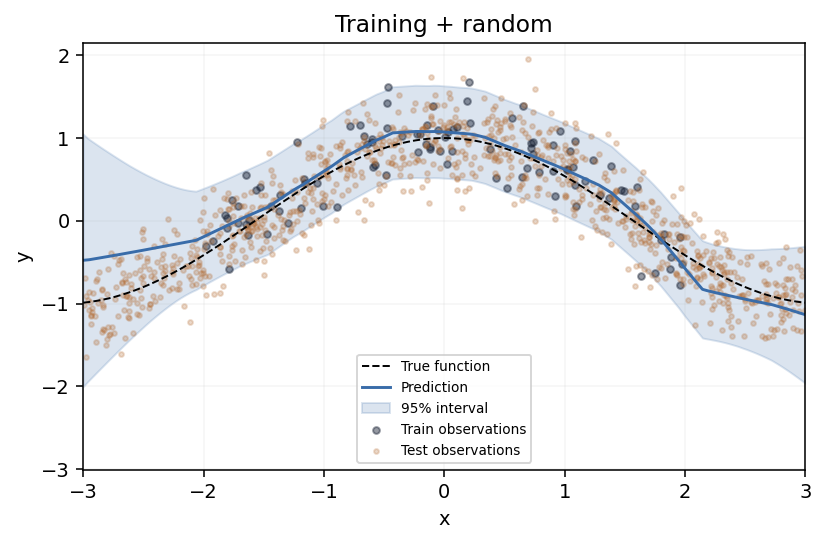 Training + random
2
1
0
−1
−2
−3
y
−3
−2
−1
0
1
2
3
x
True function
Prediction
95% interval
Train observations
Test observations